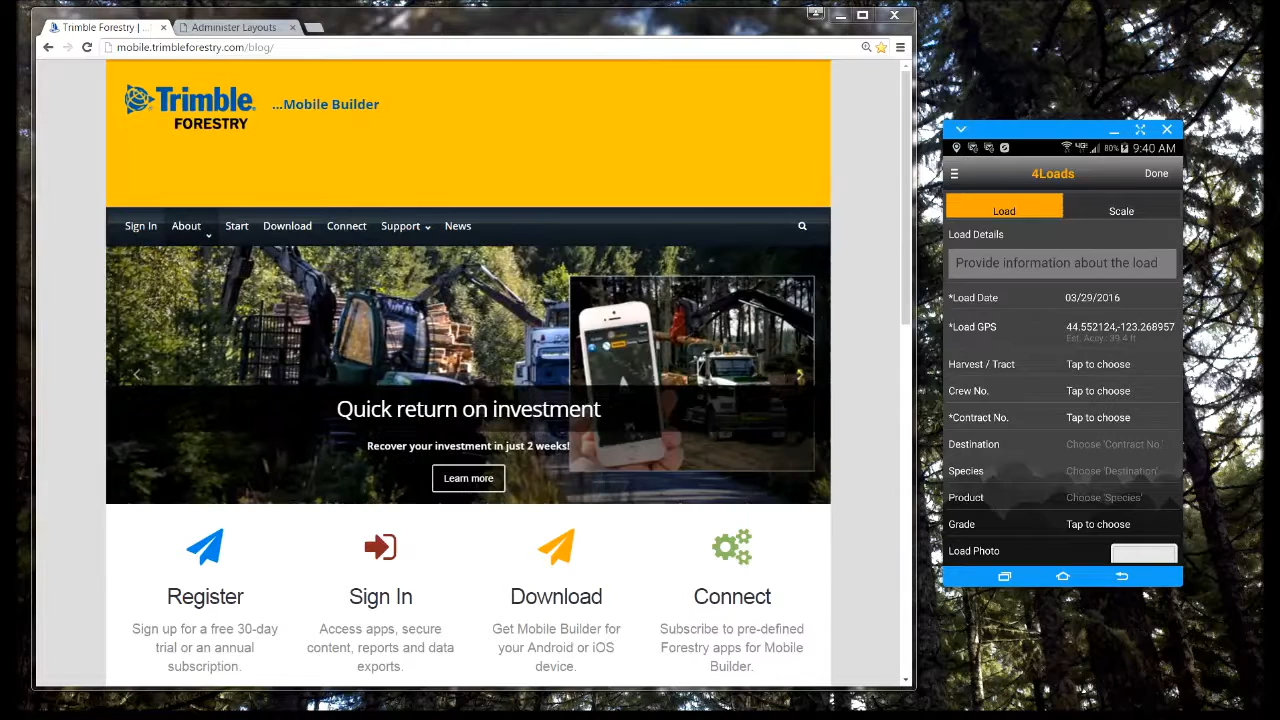 Trimble Forestry | ...
Administer Layouts
mobile.trimbleforestry.com/blog/
Trimble
FORESTRY
...Mobile Builder
Sign In About Start Download Connect Support News
Quick return on investment
Recover your investment in just 2 weeks!
Learn more
Register
Sign up for a free 30-day
trial or an annual
subscription.
Sign In
Access apps, secure
content, reports and data
exports.
Download
Get Mobile Builder for
your Android or iOS
device.
Connect
Subscribe to pre-defined
Forestry apps for Mobile
Builder.
4G 80% 9:40 AM
4Loads Done
Load Scale
Load Details
Provide information about the load
*Load Date 03/29/2016
*Load GPS 44.552124,-123.268957
Est. Acpy: 39.4 ft
Harvest / Tract Tap to choose
Crew No. Tap to choose
*Contract No. Tap to choose
Destination Choose 'Contract No.'
Species Choose 'Destination'
Product Choose 'Species'
Grade Tap to choose
Load Photo